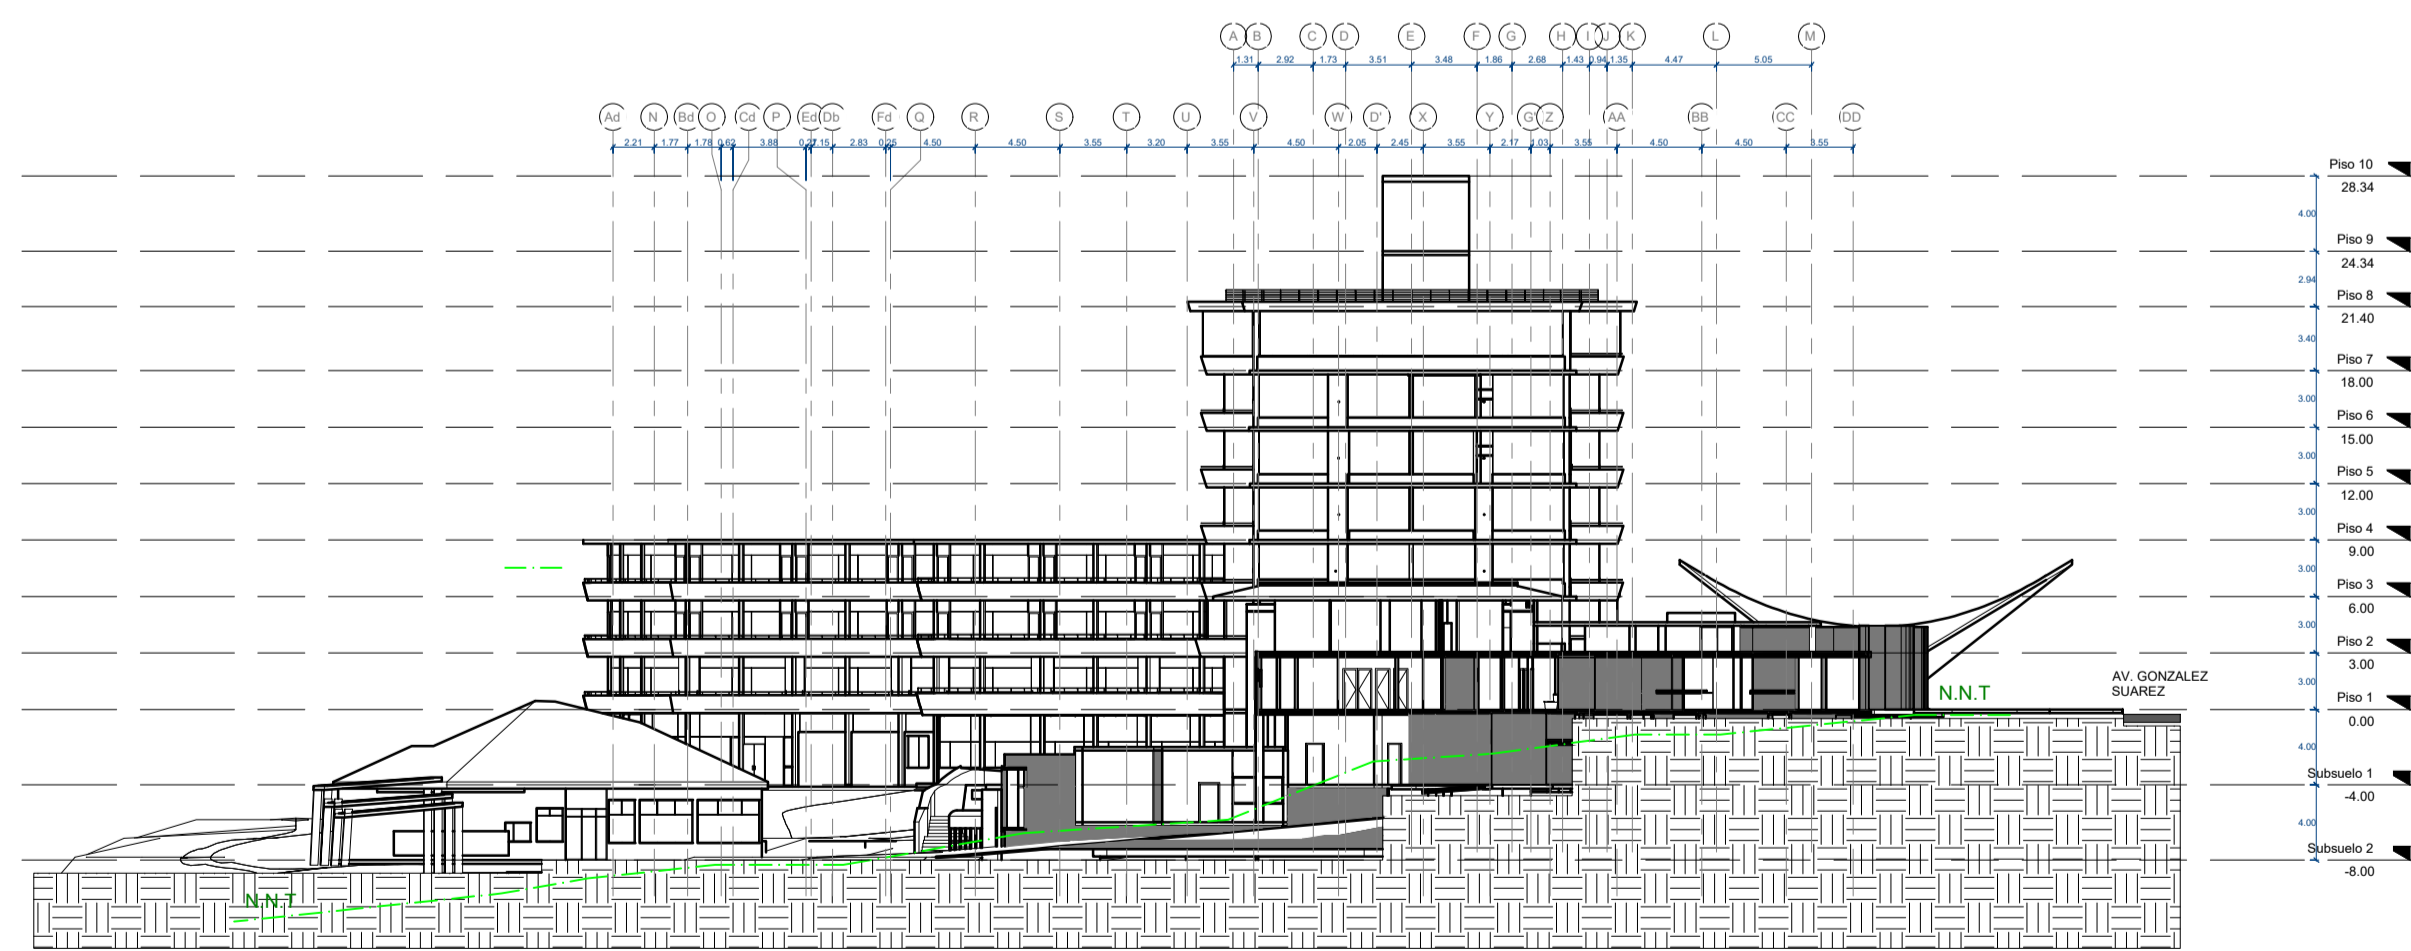 A B C D E F G H I J K L M
1.31 2.92 1.73 3.51 3.48 1.86 2.68 1.43 0.94 1.35 4.47 5.05
Ad N Bd O Cd P Ed Db Fd Q R S T U V W D' X Y G' Z AA BB CC DD
2.21 1.77 1.78 0.62 3.88 2.83 0.25 4.50 4.50 3.55 3.20 3.55 4.50 2.05 2.45 3.55 2.17 1.03 3.55 4.50 4.50 3.55
Piso 10
28.34
4.00
Piso 9
24.34
2.94
Piso 8
21.40
3.40
Piso 7
18.00
3.00
Piso 6
15.00
3.00
Piso 5
12.00
3.00
Piso 4
9.00
3.00
Piso 3
6.00
3.00
Piso 2
3.00
3.00
AV. GONZALEZ
SUAREZ
N.N.T
Piso 1
0.00
4.00
Subsuelo 1
-4.00
4.00
Subsuelo 2
-8.00
N.N.T